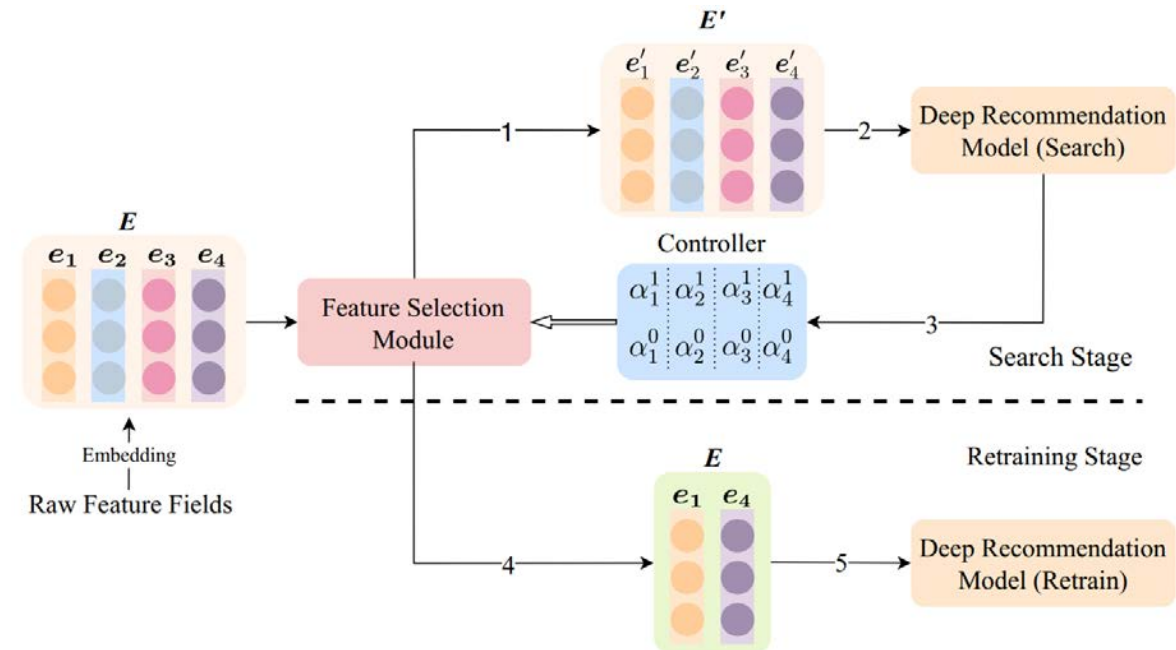 E'
e′₁ e′₂ e′₃ e′₄
1
2
Deep Recommendation
Model (Search)
E
e₁ e₂ e₃ e₄
Controller
α₁¹ α₂¹ α₃¹ α₄¹
α₁⁰ α₂⁰ α₃⁰ α₄⁰
Feature Selection
Module
3
Search Stage
Embedding
Raw Feature Fields
Retraining Stage
E
e₁ e₄
4
5
Deep Recommendation
Model (Retrain)